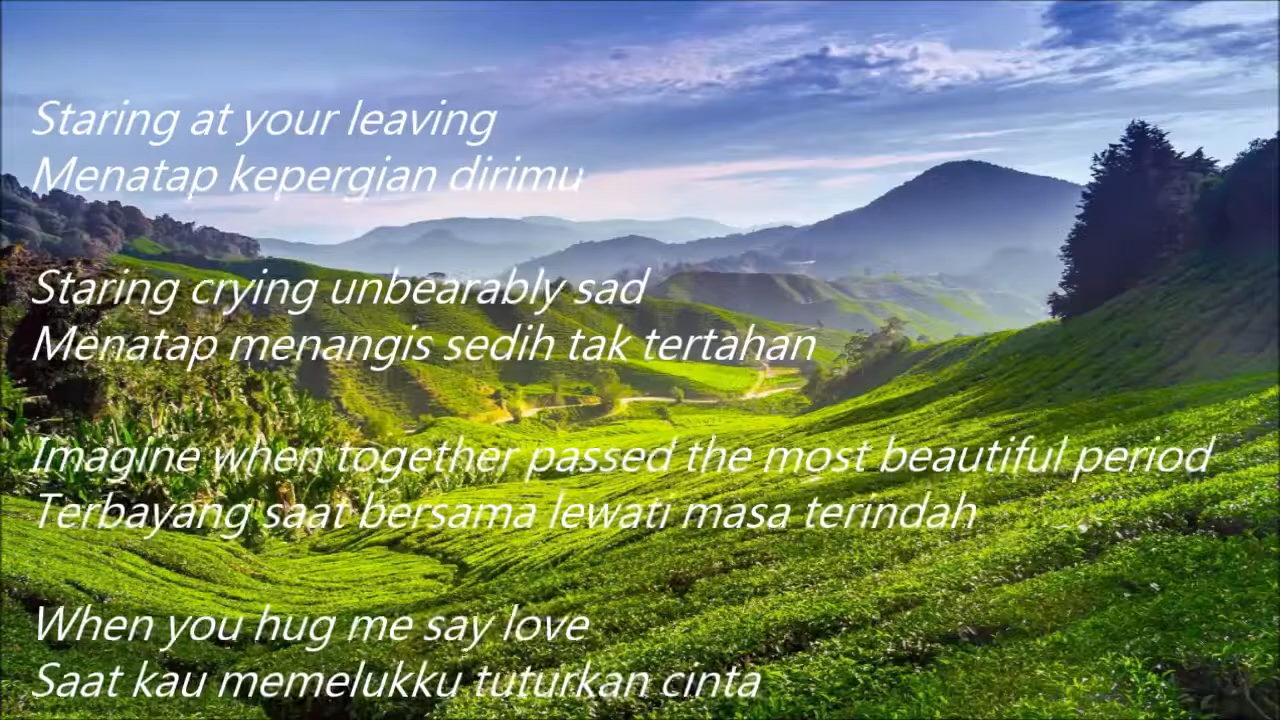 Staring at your leaving
Menatap kepergian dirimu
Staring crying unbearably sad
Menatap menangis sedih tak tertahan
Imagine when together passed the most beautiful period
Terbayang saat bersama lewati masa terindah
When you hug me say love
Saat kau memelukku tuturkan cinta